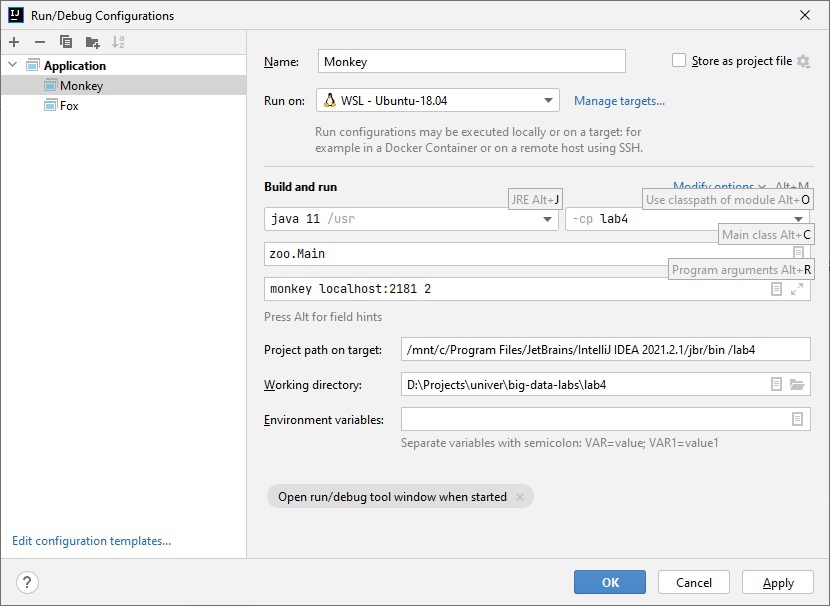 Run/Debug Configurations
Application
Monkey
Fox
Edit configuration templates...
Name: Monkey
Store as project file
Run on: WSL - Ubuntu-18.04
Manage targets...
Run configurations may be executed locally or on a target: for
example in a Docker Container or on a remote host using SSH.
Build and run
Modify options Alt+M
JRE Alt+J
Use classpath of module Alt+O
java 11 /usr
-cp lab4
Main class Alt+C
zoo.Main
Program arguments Alt+R
monkey localhost:2181 2
Press Alt for field hints
Project path on target: /mnt/c/Program Files/JetBrains/IntelliJ IDEA 2021.2.1/jbr/bin /lab4
Working directory: D:\Projects\univer\big-data-labs\lab4
Environment variables:
Separate variables with semicolon: VAR=value; VAR1=value1
Open run/debug tool window when started
?
OK
Cancel
Apply